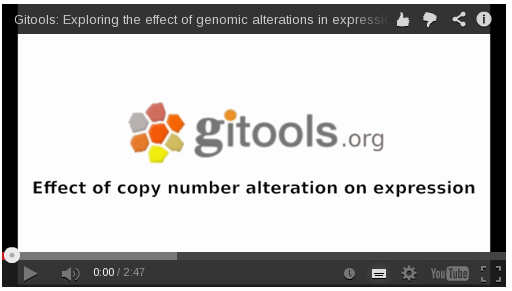 Gitools: Exploring the effect of genomic alterations in expressio
gitools.org
Effect of copy number alteration on expression
0:00 / 2:47
YouTube